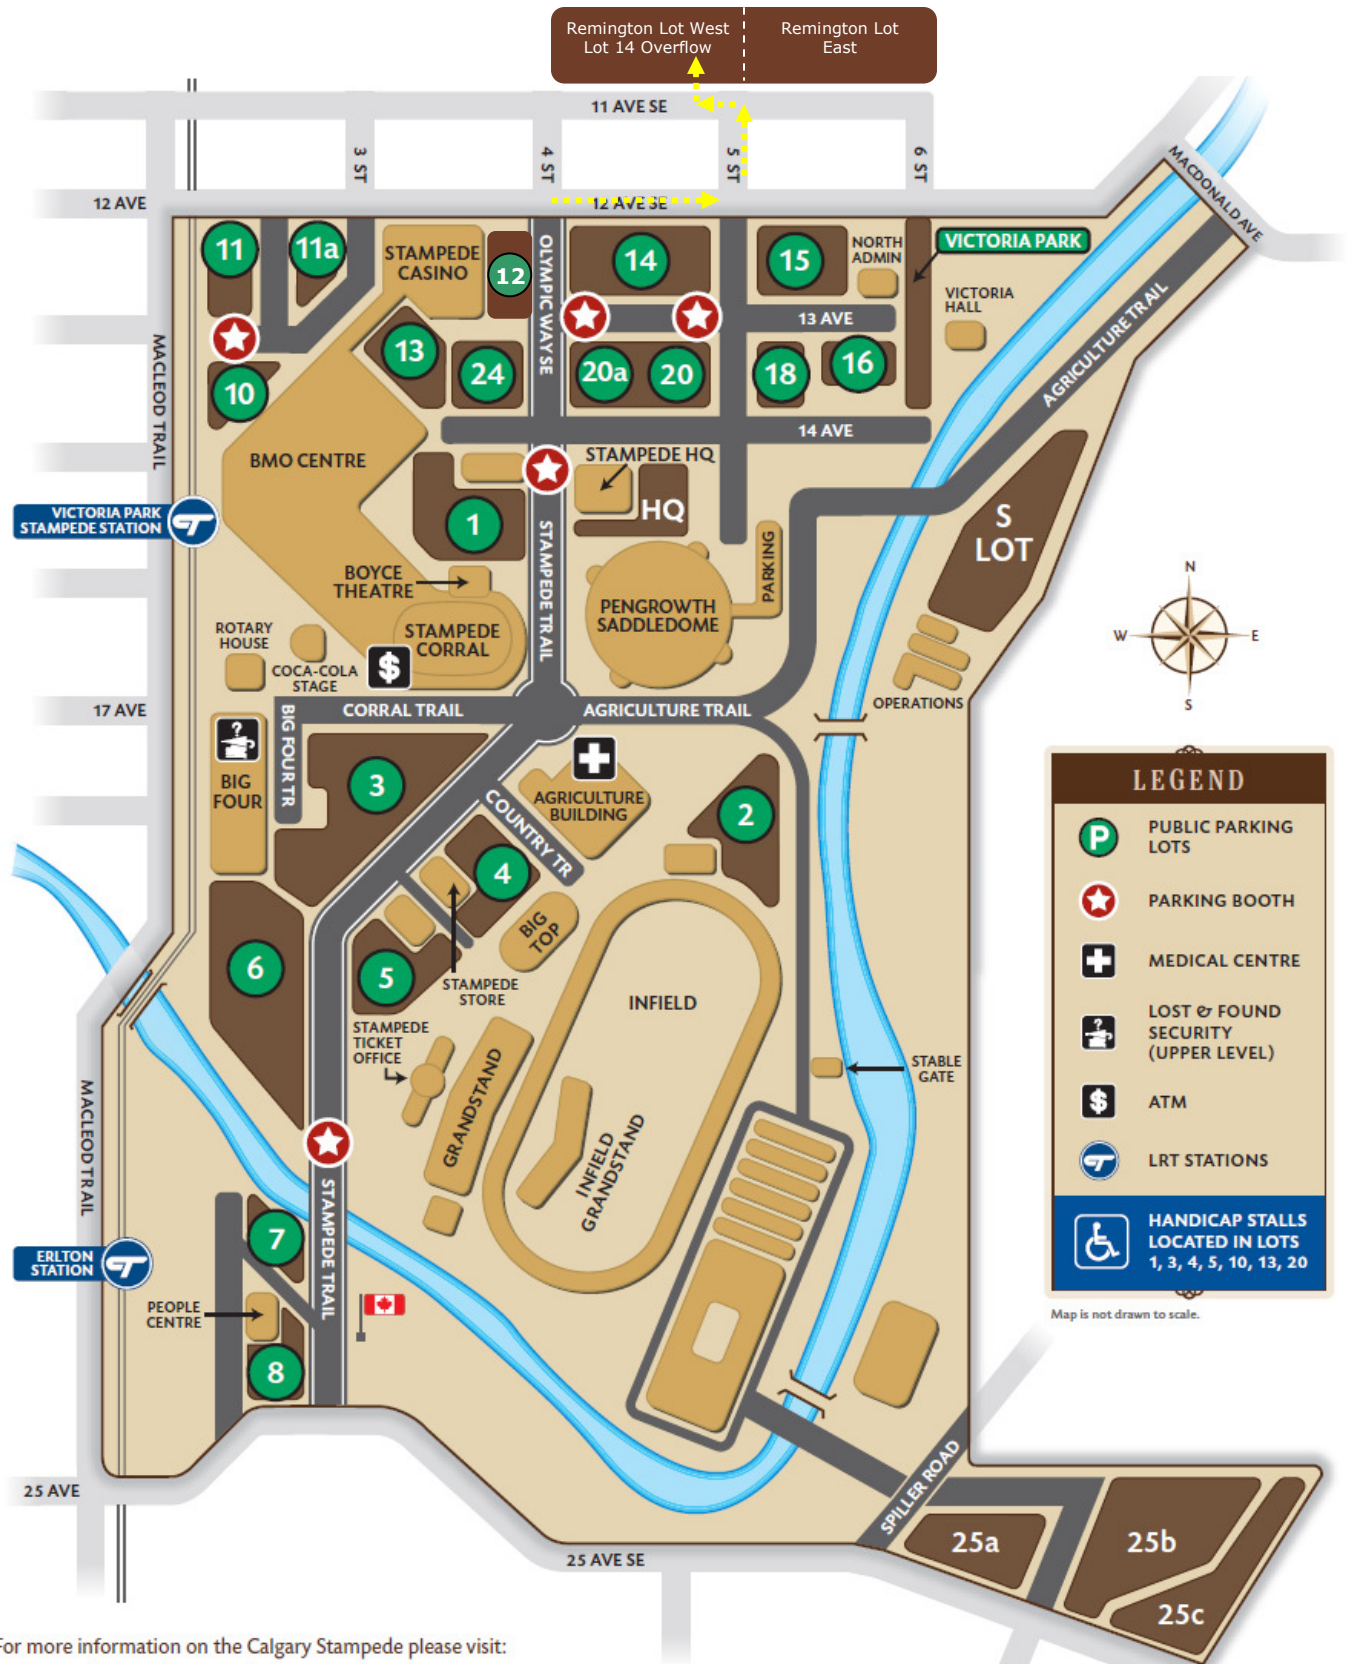 Remington Lot West
Lot 14 Overflow
Remington Lot
East
11 AVE SE
3 ST
4 ST
5 ST
6 ST
MACDONALD AVE
12 AVE
12 AVE SE
11
11a
STAMPEDE
CASINO
12
OLYMPIC WAY SE
14
15
NORTH
ADMIN
VICTORIA PARK
VICTORIA
HALL
13 AVE
AGRICULTURE TRAIL
MACLEOD TRAIL
10
13
24
20a
20
18
16
14 AVE
BMO CENTRE
STAMPEDE HQ
HQ
S
LOT
VICTORIA PARK
STAMPEDE STATION
1
STAMPEDE TRAIL
PARKING
BOYCE
THEATRE
PENGROWTH
SADDLEDOME
N
W
E
S
ROTARY
HOUSE
COCA-COLA
STAGE
STAMPEDE
CORRAL
$
OPERATIONS
17 AVE
BIG FOUR TR
CORRAL TRAIL
AGRICULTURE TRAIL
?
BIG
FOUR
3
AGRICULTURE
BUILDING
COUNTRY TR
2
4
BIG
TOP
6
5
STAMPEDE
STORE
INFIELD
STAMPEDE
TICKET
OFFICE
GRANDSTAND
INFIELD
GRANDSTAND
STABLE
GATE
MACLEOD TRAIL
STAMPEDE TRAIL
7
ERLTON
STATION
PEOPLE
CENTRE
8
LEGEND
P
PUBLIC PARKING
LOTS
PARKING BOOTH
MEDICAL CENTRE
?
LOST & FOUND
SECURITY
(UPPER LEVEL)
$
ATM
LRT STATIONS
HANDICAP STALLS
LOCATED IN LOTS
1, 3, 4, 5, 10, 13, 20
Map is not drawn to scale.
25 AVE
25 AVE SE
SPILLER ROAD
25a
25b
25c
For more information on the Calgary Stampede please visit: